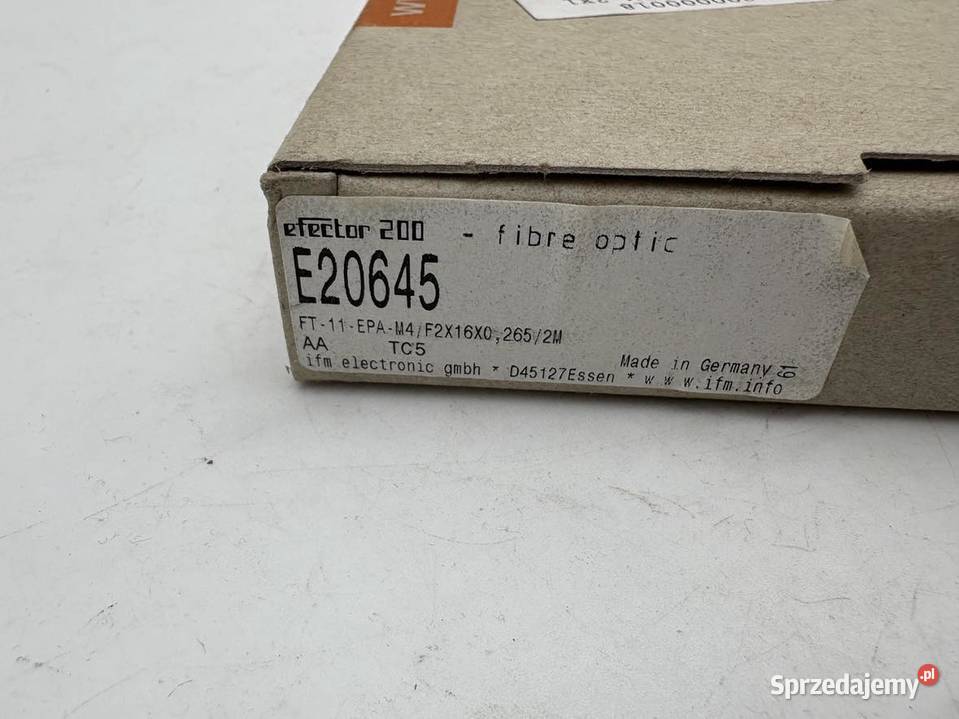 efector 200 - fibre optic
E20645
FT-11-EPA-M4/F2X16X0,265/2M
AA TC5
Made in Germany 19
ifm electronic gmbh * D45127Essen * www.ifm.info
Sprzedajemy.pl